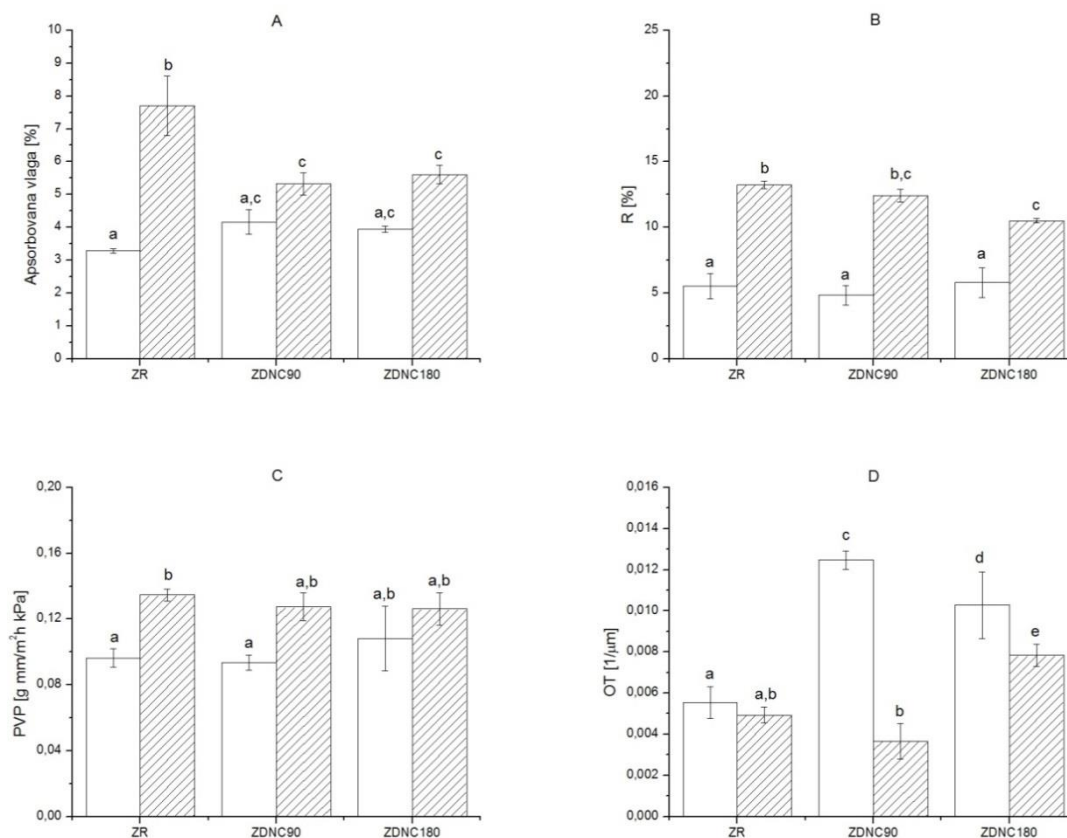 A
Apsorbovana vlaga [%]
10
9
8
7
6
5
4
3
2
1
0
a
b
a,c
c
a,c
c
ZR
ZDNC90
ZDNC180
B
R [%]
25
20
15
10
5
0
a
b
a
b,c
a
c
ZR
ZDNC90
ZDNC180
C
PVP [g mm/m²h kPa]
0,20
0,16
0,12
0,08
0,04
0,00
a
b
a
a,b
a,b
a,b
ZR
ZDNC90
ZDNC180
D
OT [1/μm]
0,016
0,014
0,012
0,010
0,008
0,006
0,004
0,002
0,000
a
a,b
c
b
d
e
ZR
ZDNC90
ZDNC180